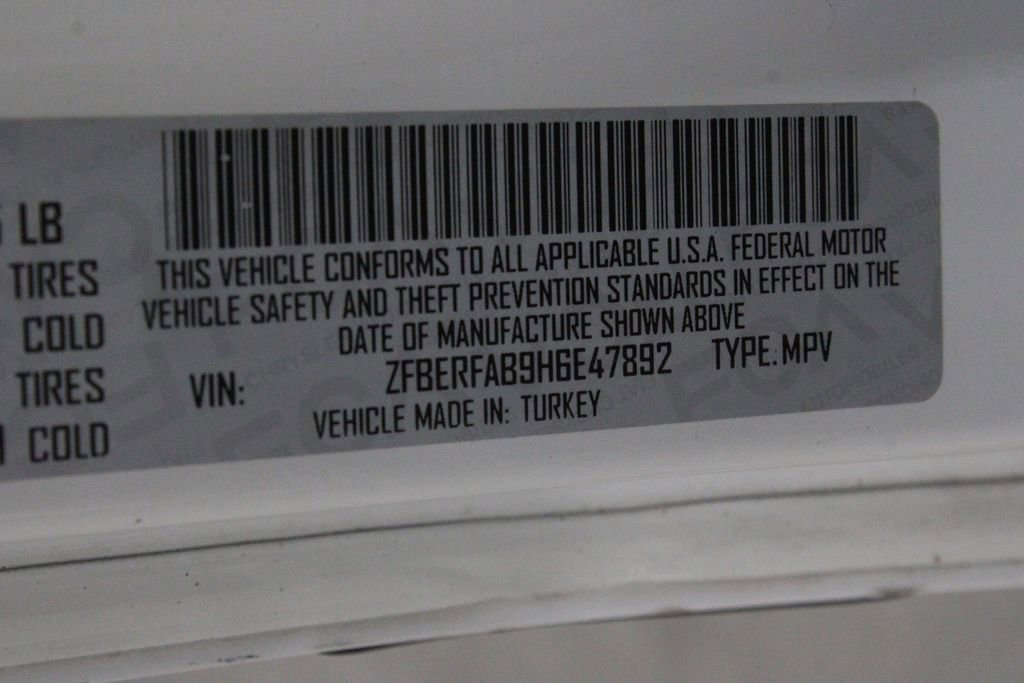 LB
TIRES
COLD
TIRES
COLD
THIS VEHICLE CONFORMS TO ALL APPLICABLE U.S.A. FEDERAL MOTOR
VEHICLE SAFETY AND THEFT PREVENTION STANDARDS IN EFFECT ON THE
DATE OF MANUFACTURE SHOWN ABOVE
VIN: ZFBERFAB9H6E47892 TYPE: MPV
VEHICLE MADE IN: TURKEY